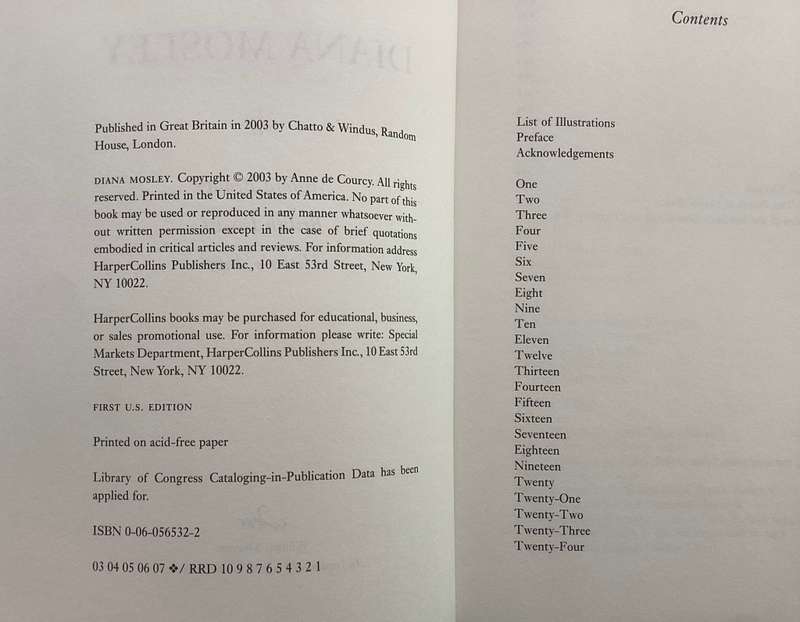 Published in Great Britain in 2003 by Chatto & Windus, Random
House, London.
DIANA MOSLEY. Copyright © 2003 by Anne de Courcy. All rights
reserved. Printed in the United States of America. No part of this
book may be used or reproduced in any manner whatsoever with-
out written permission except in the case of brief quotations
embodied in critical articles and reviews. For information address
HarperCollins Publishers Inc., 10 East 53rd Street, New York,
NY 10022.
HarperCollins books may be purchased for educational, business,
or sales promotional use. For information please write: Special
Markets Department, HarperCollins Publishers Inc., 10 East 53rd
Street, New York, NY 10022.
FIRST U.S. EDITION
Printed on acid-free paper
Library of Congress Cataloging-in-Publication Data has been
applied for.
ISBN 0-06-056532-2
03 04 05 06 07 ❖/ RRD 10 9 8 7 6 5 4 3 2 1
Contents
List of Illustrations
Preface
Acknowledgements
One
Two
Three
Four
Five
Six
Seven
Eight
Nine
Ten
Eleven
Twelve
Thirteen
Fourteen
Fifteen
Sixteen
Seventeen
Eighteen
Nineteen
Twenty
Twenty-One
Twenty-Two
Twenty-Three
Twenty-Four